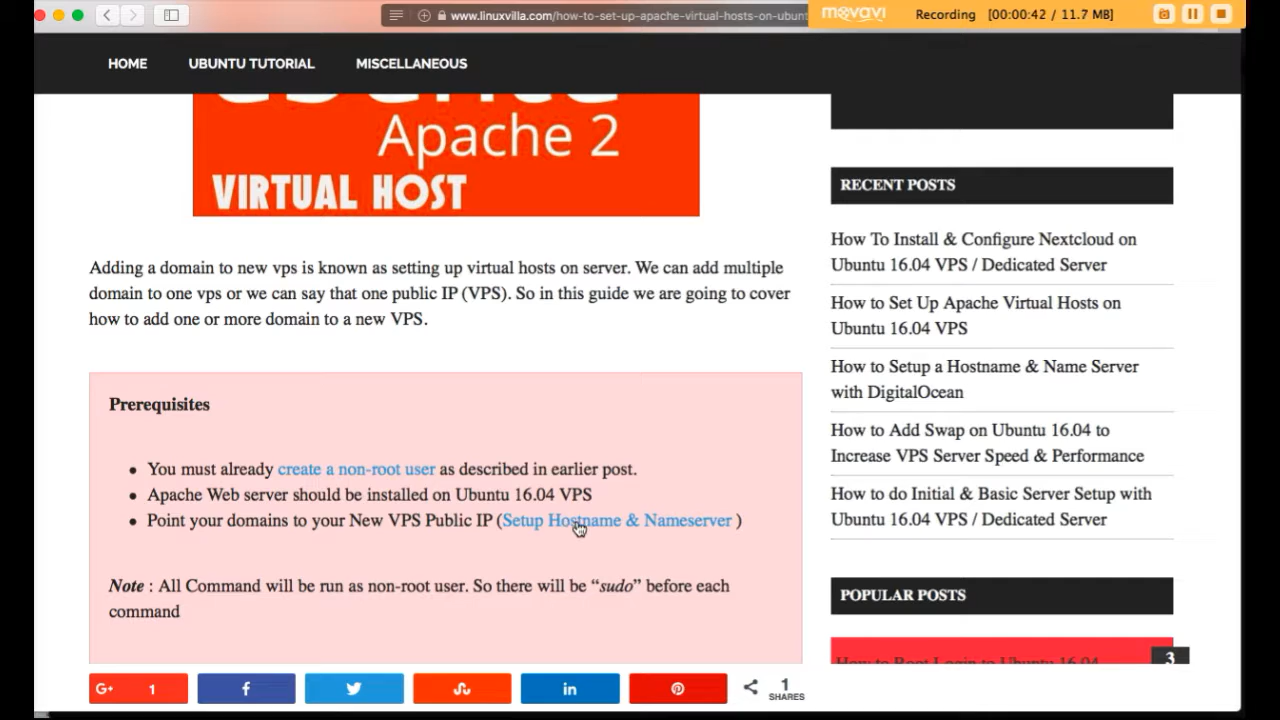 www.linuxvilla.com/how-to-set-up-apache-virtual-hosts-on-ubunt
movavi
Recording [00:00:42 / 11.7 MB]
HOME
UBUNTU TUTORIAL
MISCELLANEOUS
Apache 2
VIRTUAL HOST
Adding a domain to new vps is known as setting up virtual hosts on server. We can add multiple
domain to one vps or we can say that one public IP (VPS). So in this guide we are going to cover
how to add one or more domain to a new VPS.
Prerequisites
• You must already create a non-root user as described in earlier post.
• Apache Web server should be installed on Ubuntu 16.04 VPS
• Point your domains to your New VPS Public IP (Setup Hostname & Nameserver )
Note : All Command will be run as non-root user. So there will be “sudo” before each
command
G+ 1
1
SHARES
RECENT POSTS
How To Install & Configure Nextcloud on
Ubuntu 16.04 VPS / Dedicated Server
How to Set Up Apache Virtual Hosts on
Ubuntu 16.04 VPS
How to Setup a Hostname & Name Server
with DigitalOcean
How to Add Swap on Ubuntu 16.04 to
Increase VPS Server Speed & Performance
How to do Initial & Basic Server Setup with
Ubuntu 16.04 VPS / Dedicated Server
POPULAR POSTS
How to Root Login to Ubuntu 16.04
3